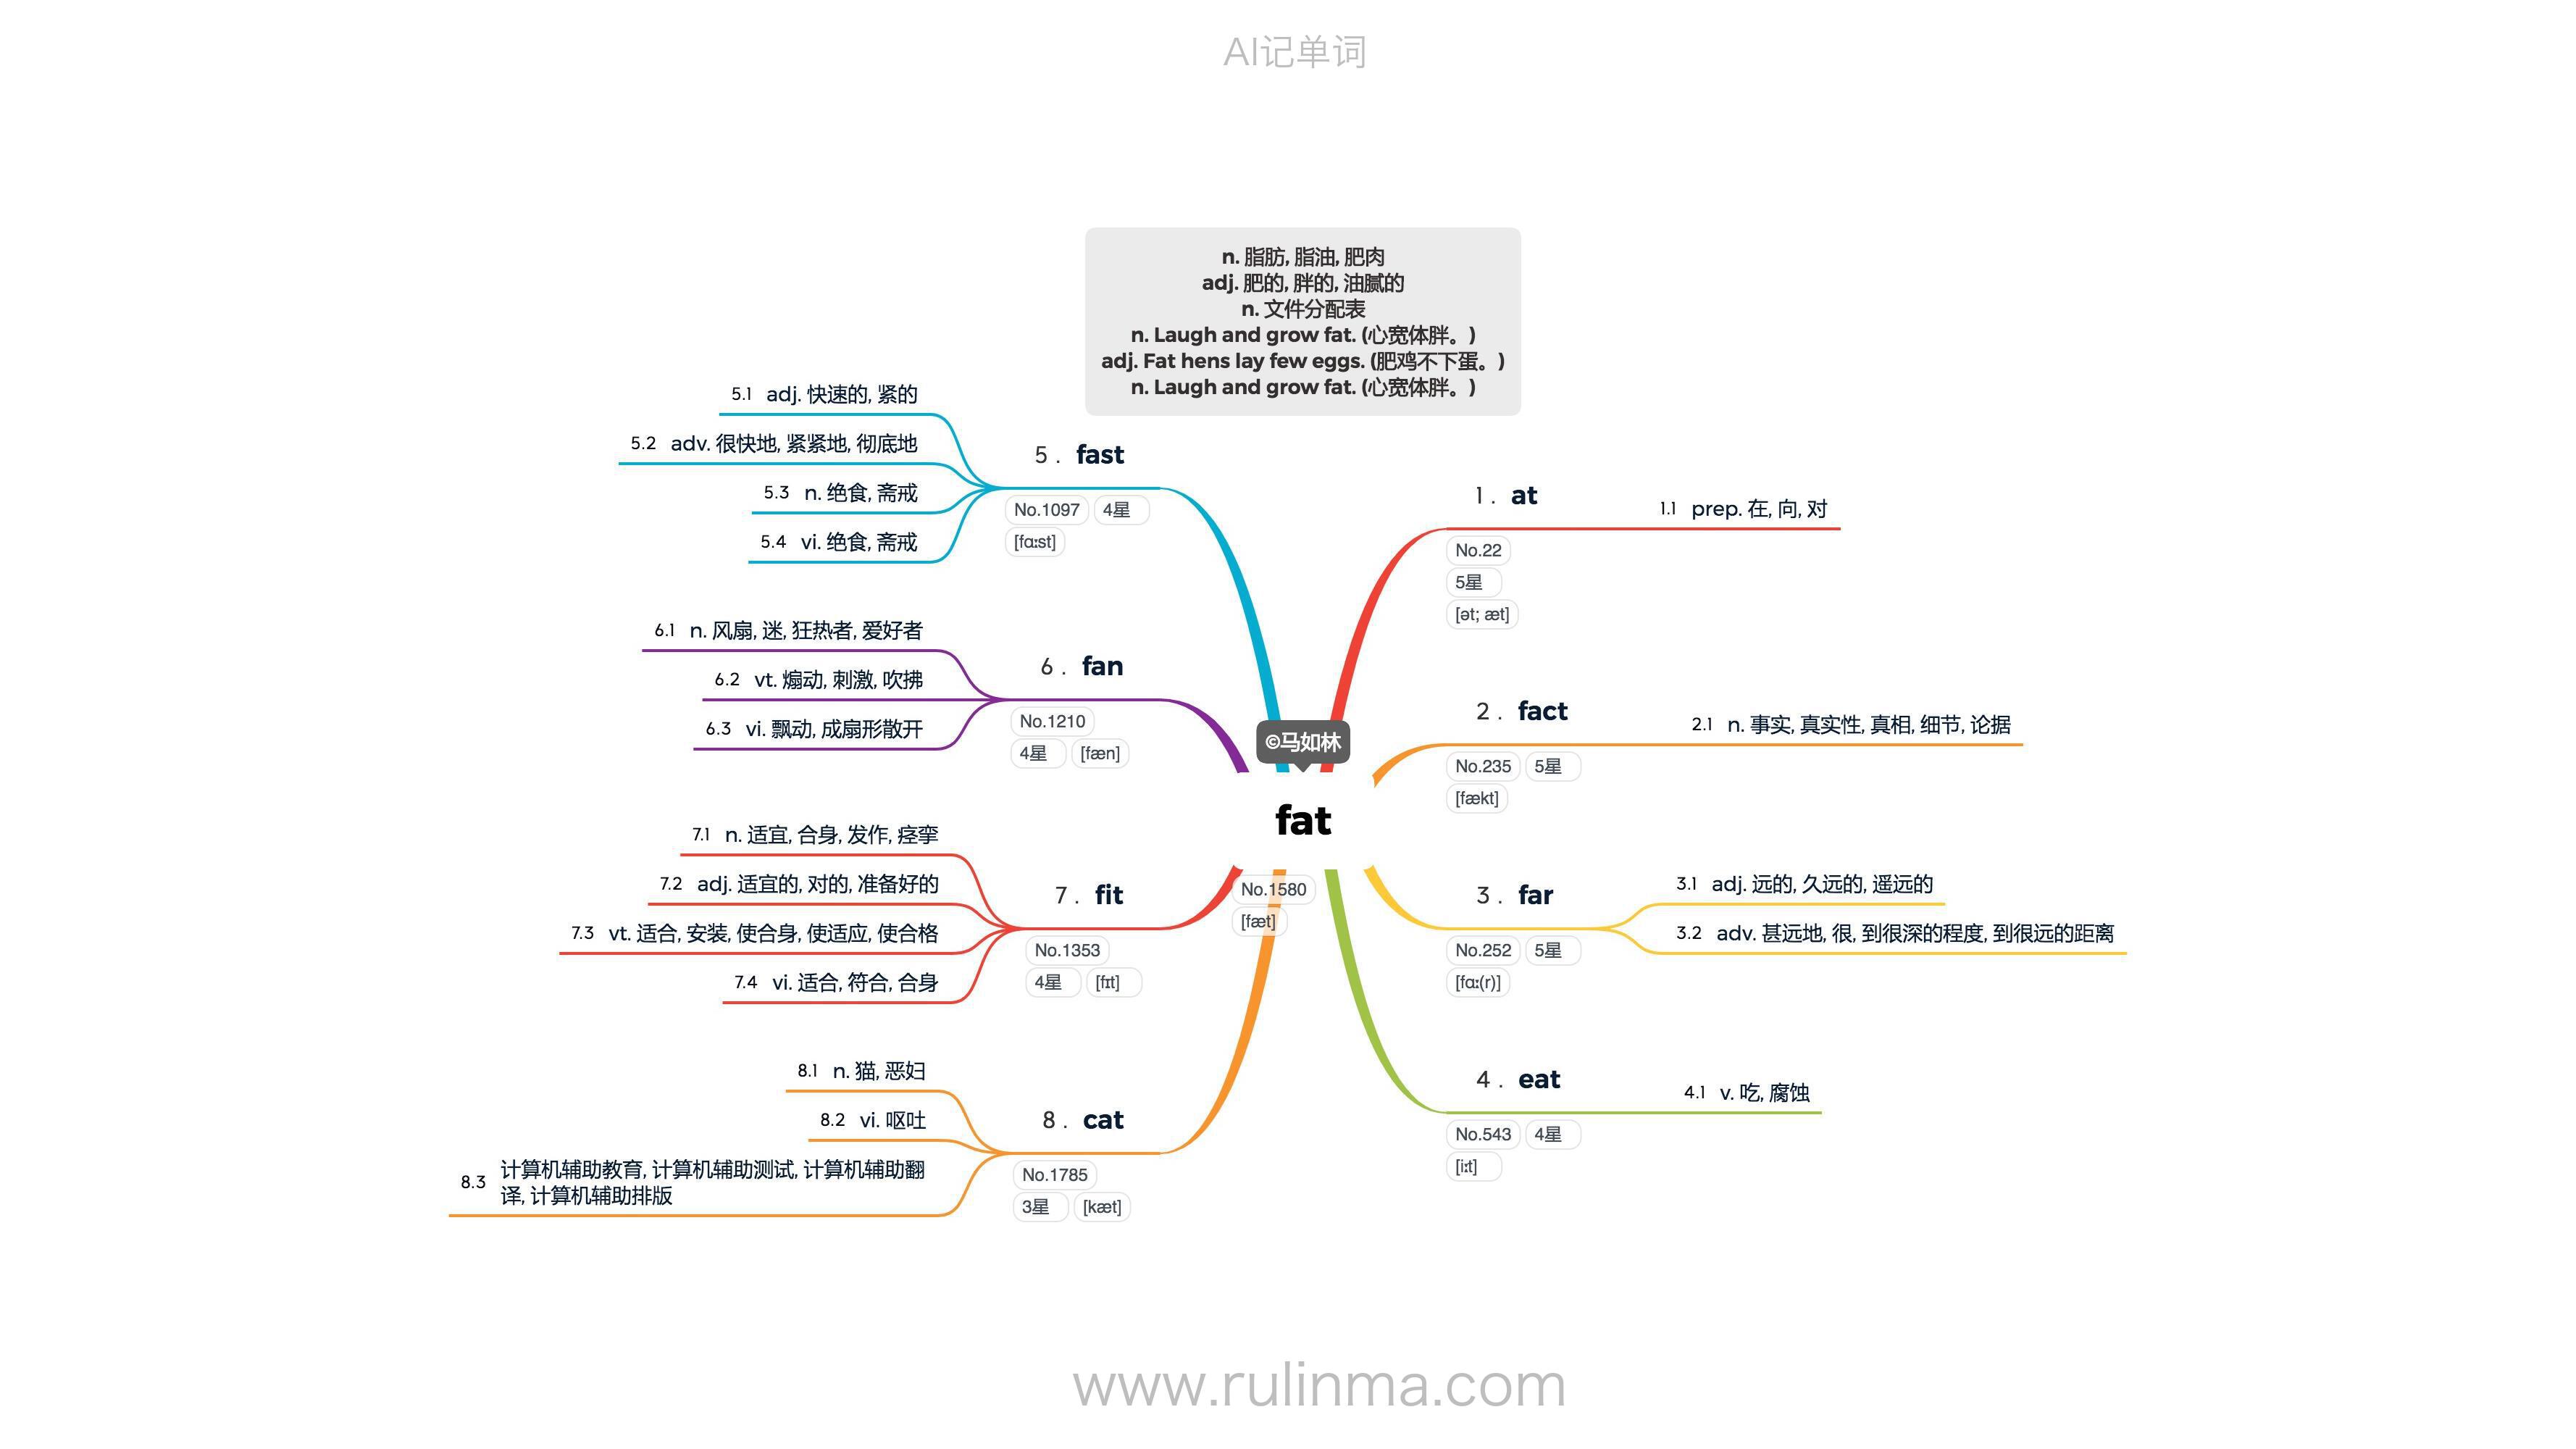 AI记单词
n. 脂肪, 脂油, 肥肉
adj. 肥的, 胖的, 油腻的
n. 文件分配表
n. Laugh and grow fat. (心宽体胖。)
adj. Fat hens lay few eggs. (肥鸡不下蛋。)
n. Laugh and grow fat. (心宽体胖。)
©马如林
fat
No.1580
[fæt]
1 . at
No.22
5星
[ət; æt]
1.1 prep. 在, 向, 对
2 . fact
No.235 5星
[fækt]
2.1 n. 事实, 真实性, 真相, 细节, 论据
3 . far
No.252 5星
[fɑː(r)]
3.1 adj. 远的, 久远的, 遥远的
3.2 adv. 甚远地, 很, 到很深的程度, 到很远的距离
4 . eat
No.543 4星
[iːt]
4.1 v. 吃, 腐蚀
5 . fast
No.1097 4星
[fɑːst]
5.1 adj. 快速的, 紧的
5.2 adv. 很快地, 紧紧地, 彻底地
5.3 n. 绝食, 斋戒
5.4 vi. 绝食, 斋戒
6 . fan
No.1210
4星 [fæn]
6.1 n. 风扇, 迷, 狂热者, 爱好者
6.2 vt. 煽动, 刺激, 吹拂
6.3 vi. 飘动, 成扇形散开
7 . fit
No.1353
4星 [fɪt]
7.1 n. 适宜, 合身, 发作, 痉挛
7.2 adj. 适宜的, 对的, 准备好的
7.3 vt. 适合, 安装, 使合身, 使适应, 使合格
7.4 vi. 适合, 符合, 合身
8 . cat
No.1785
3星 [kæt]
8.1 n. 猫, 恶妇
8.2 vi. 呕吐
8.3 计算机辅助教育, 计算机辅助测试, 计算机辅助翻
译, 计算机辅助排版
www.rulinma.com